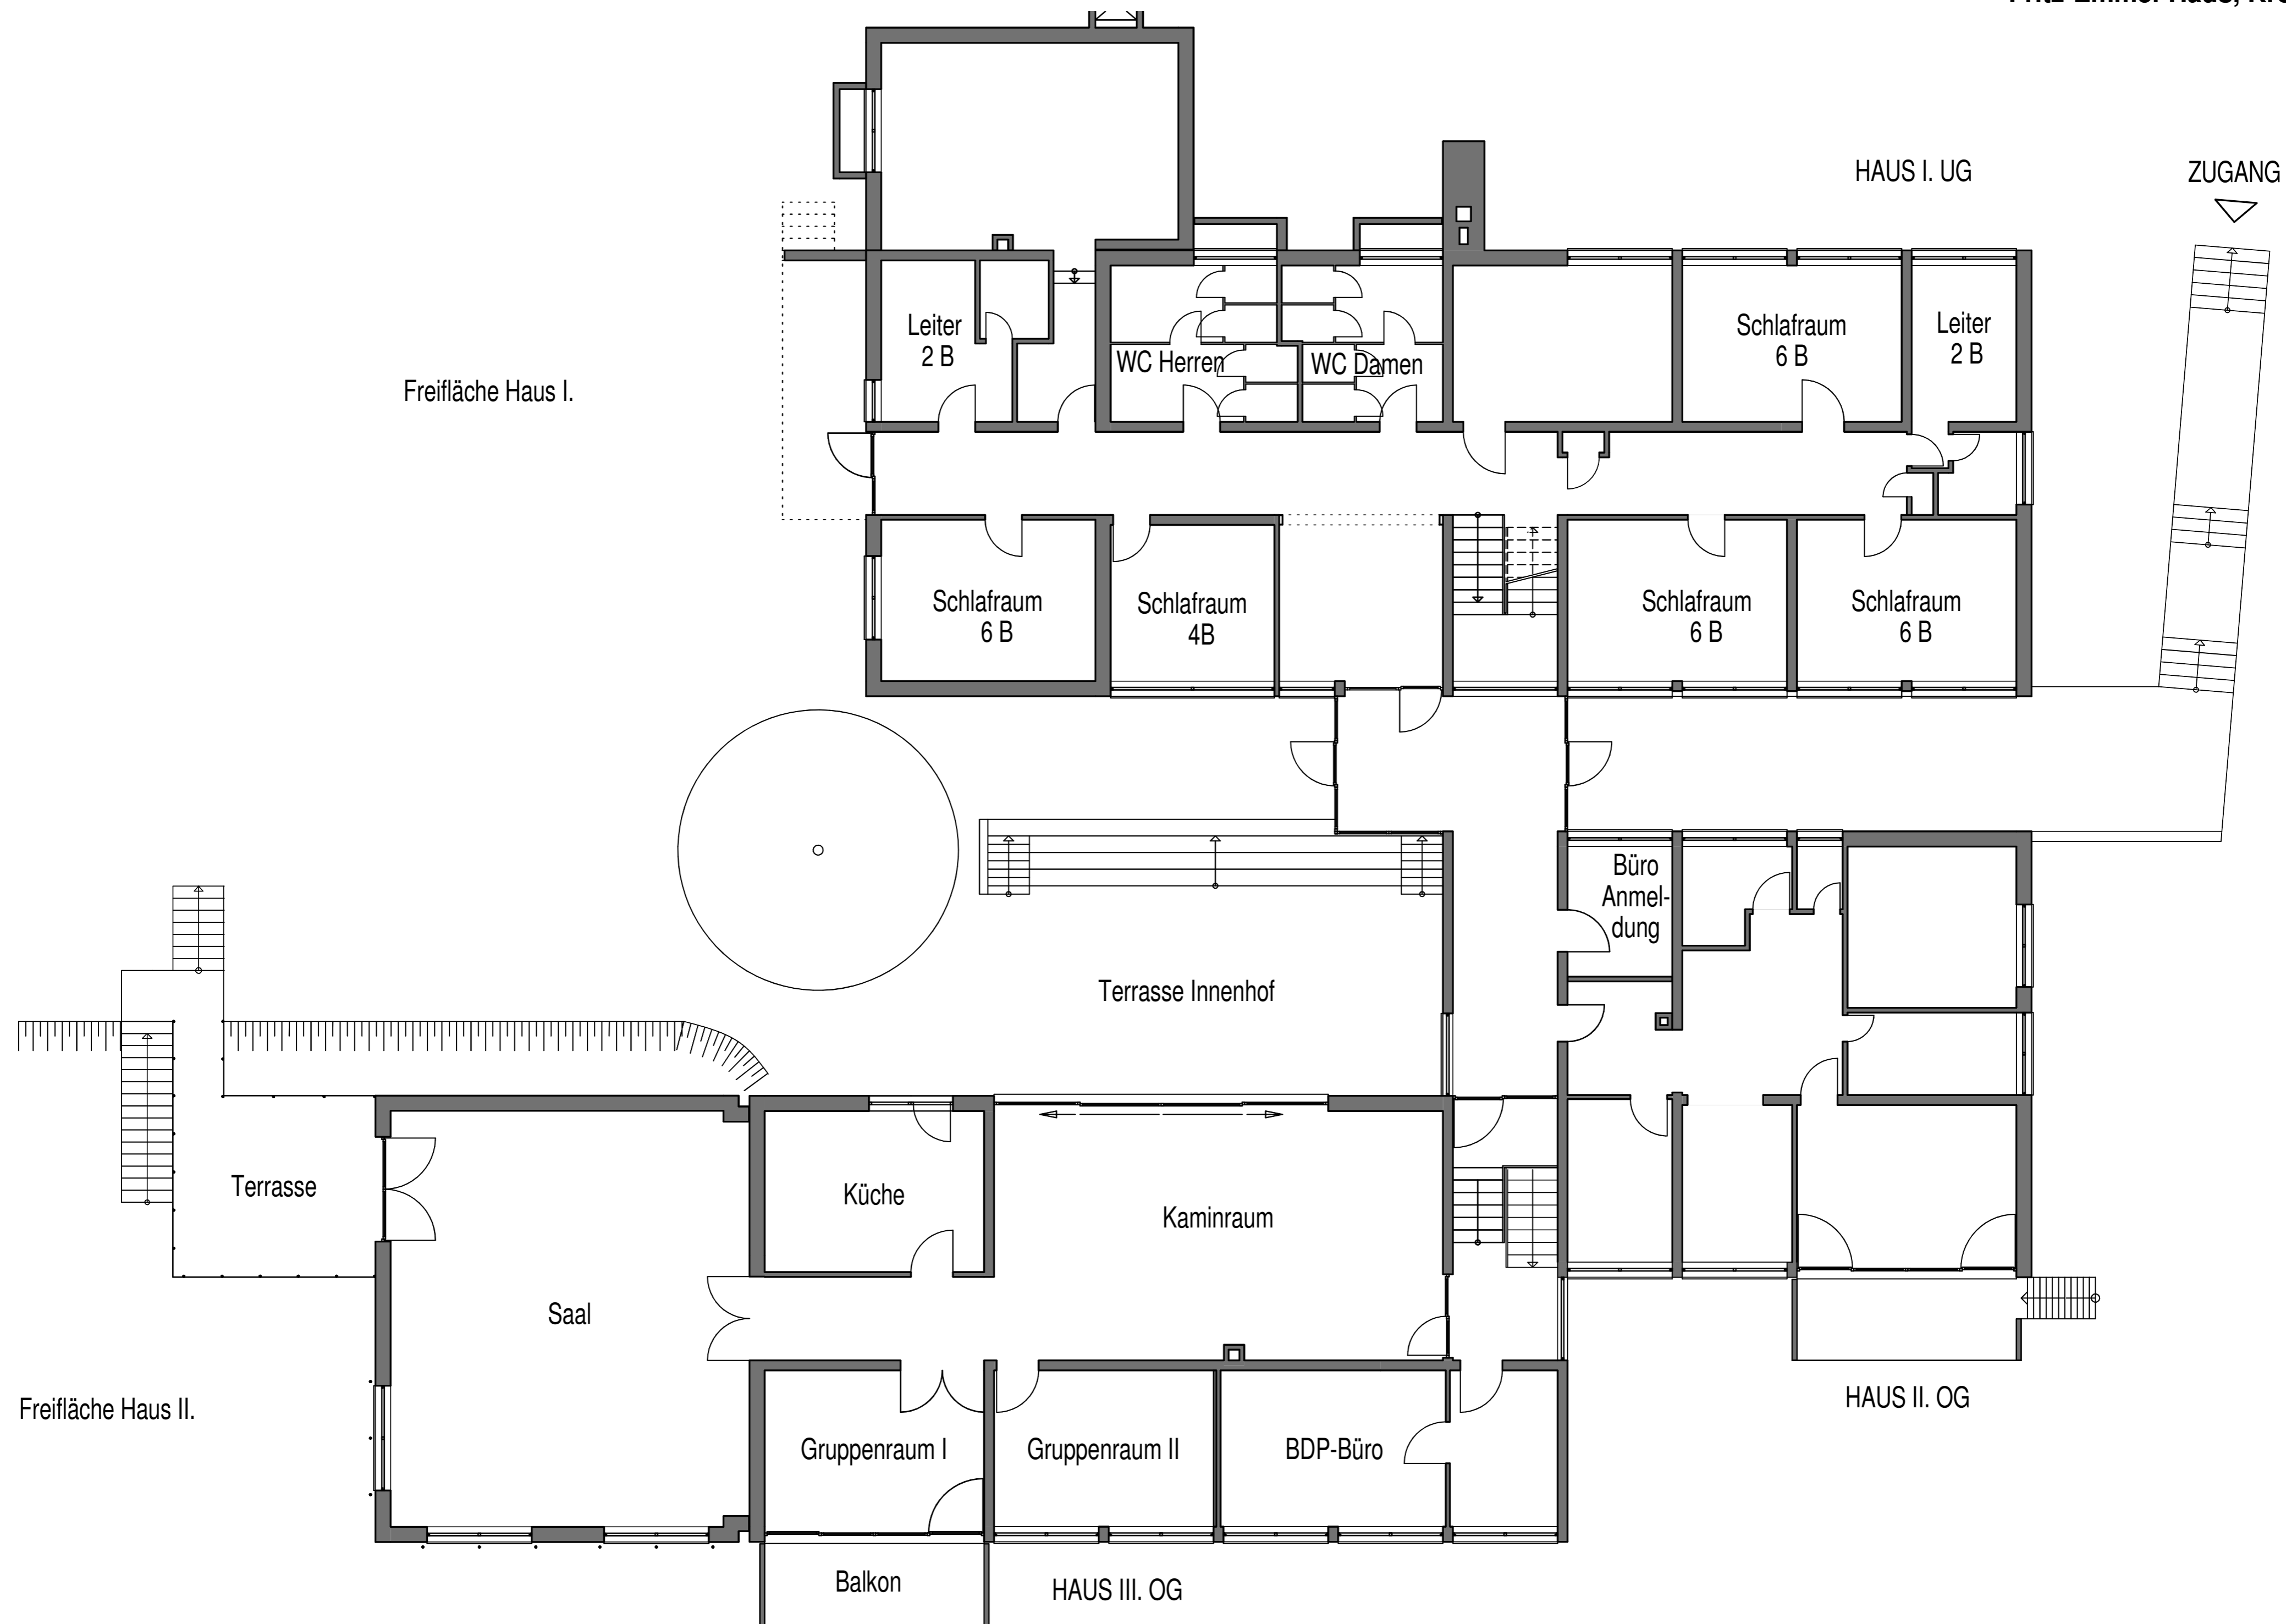 HAUS I. UG
ZUGANG
Leiter
2 B
WC Herren
WC Damen
Schlafraum
6 B
Leiter
2 B
Freifläche Haus I.
Schlafraum
6 B
Schlafraum
4B
Schlafraum
6 B
Schlafraum
6 B
Büro
Anmel-
dung
Terrasse Innenhof
Terrasse
Küche
Kaminraum
Saal
Freifläche Haus II.
HAUS II. OG
Gruppenraum I
Gruppenraum II
BDP-Büro
Balkon
HAUS III. OG